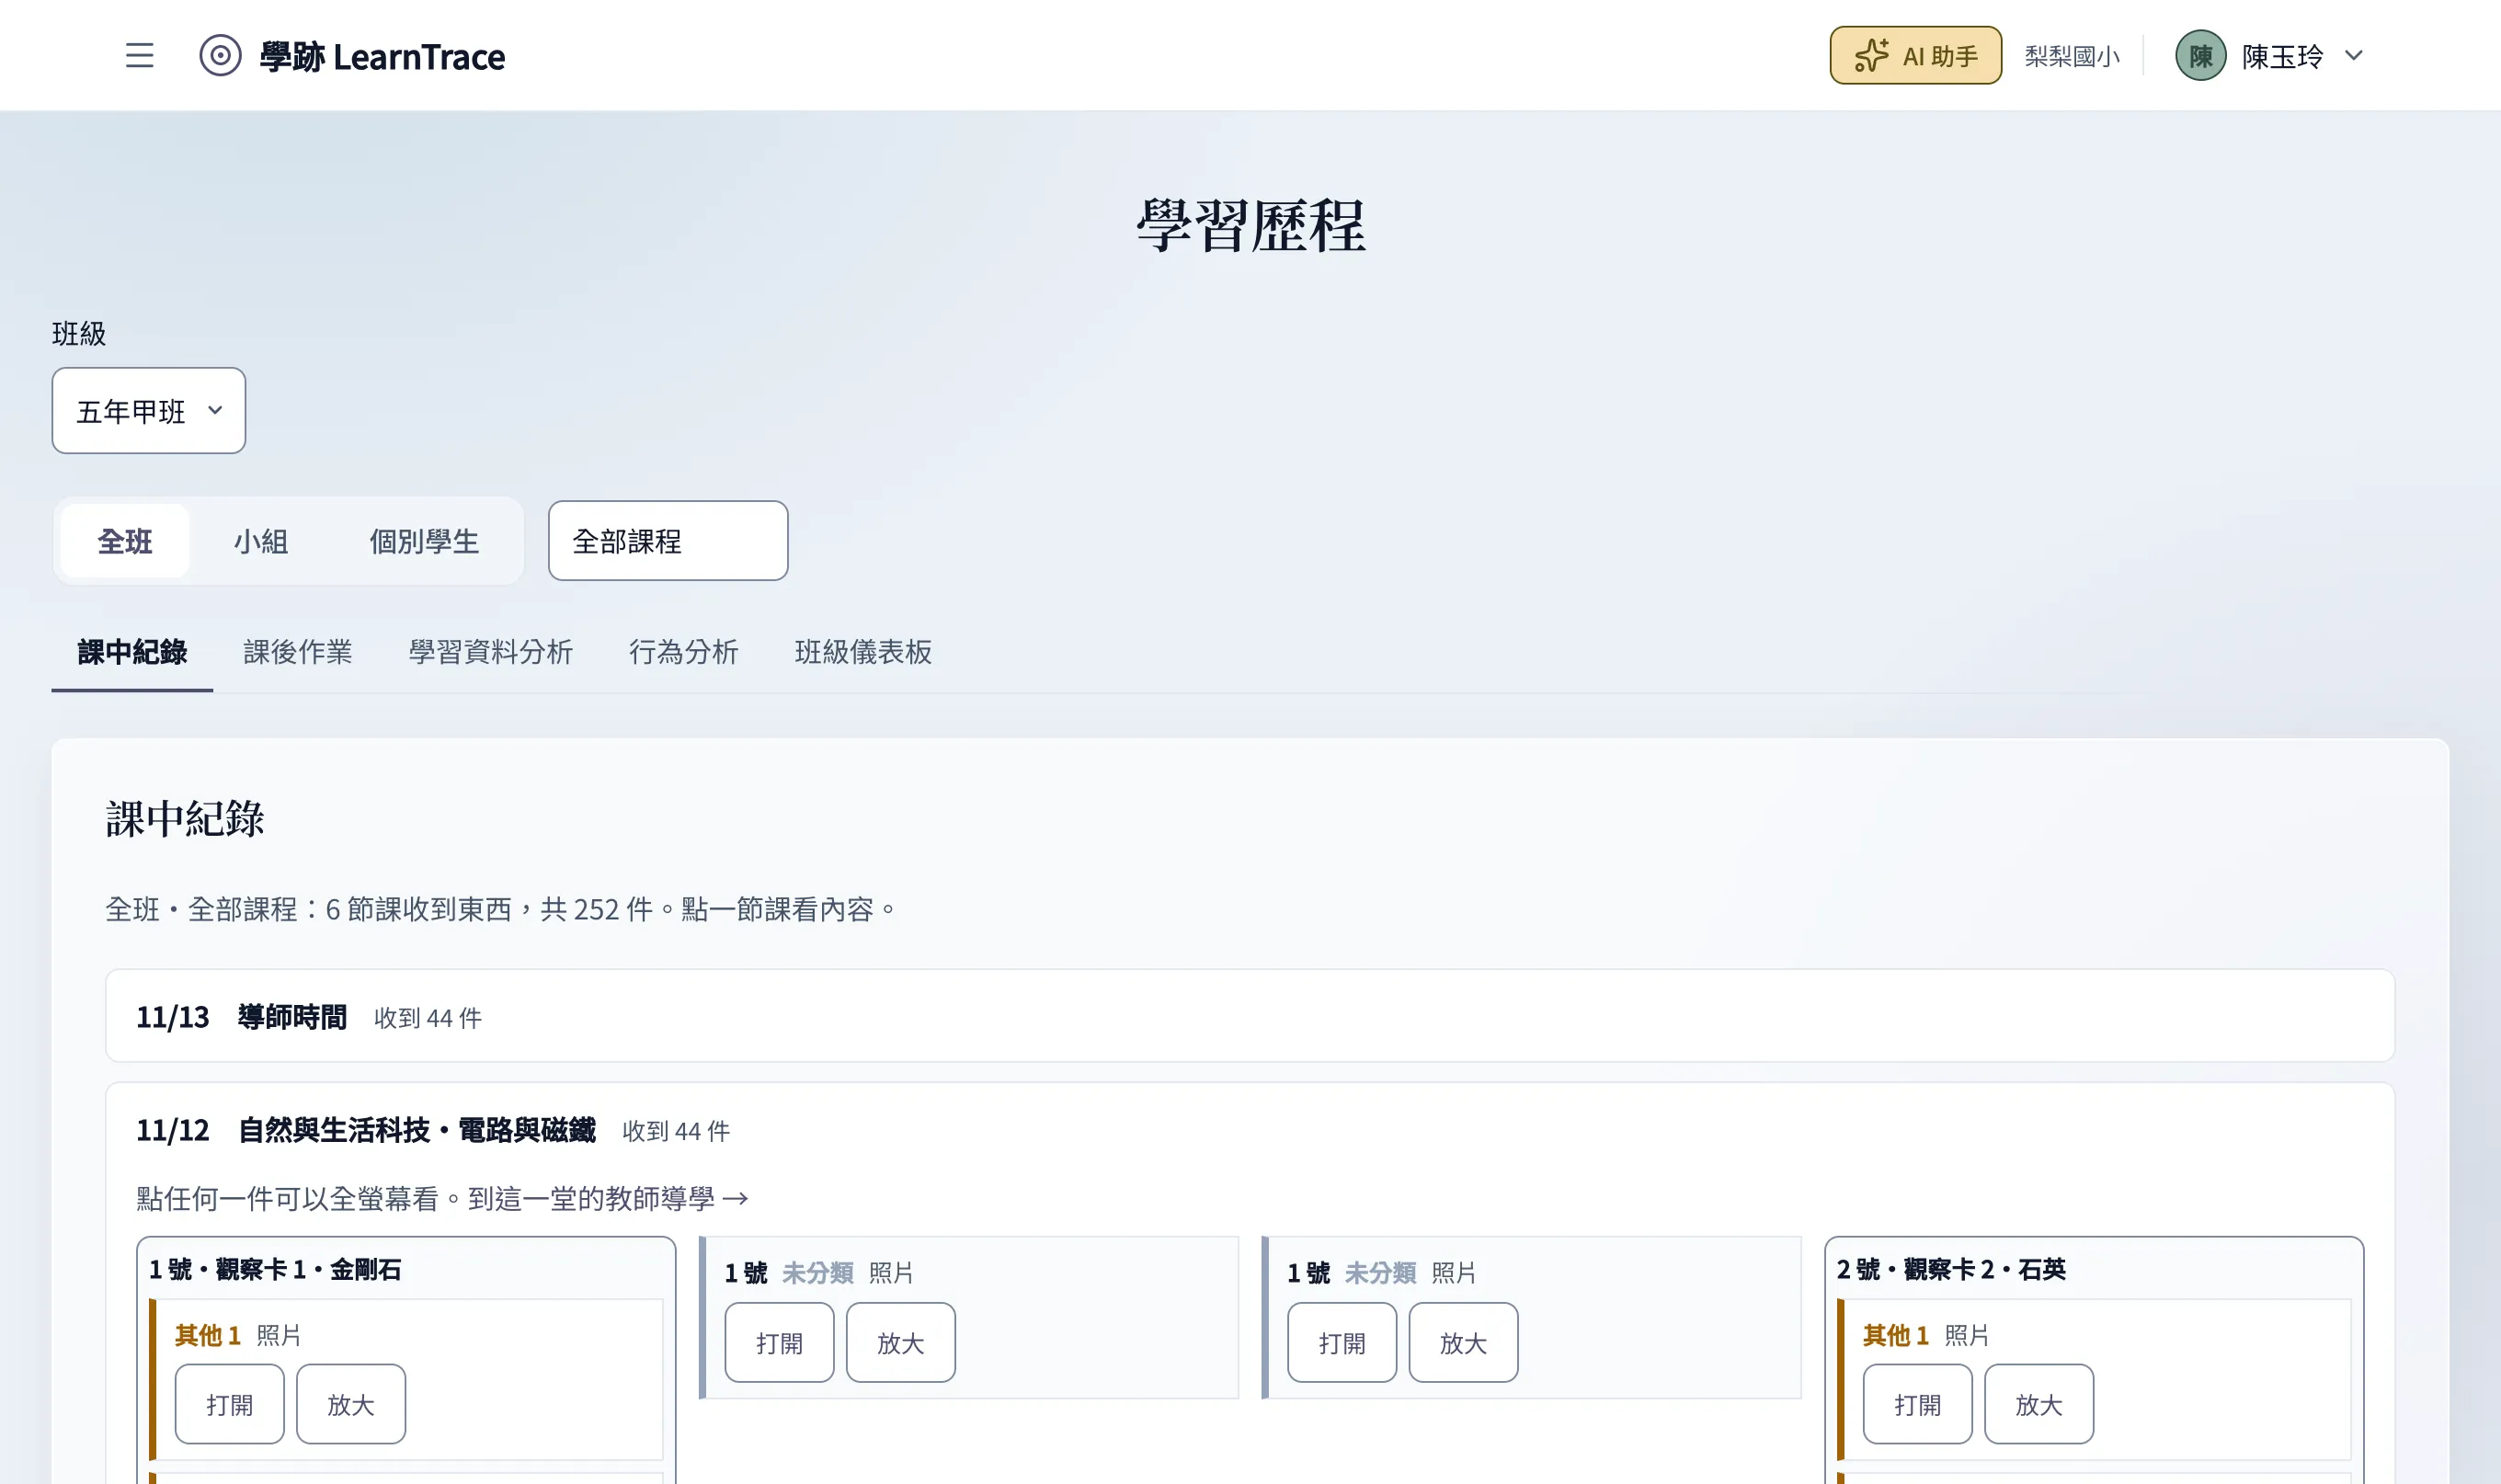 學跡 LearnTrace
AI 助手
梨梨國小
陳
陳玉玲
學習歷程
班級
五年甲班
全班
小組
個別學生
全部課程
課中紀錄
課後作業
學習資料分析
行為分析
班級儀表板
課中紀錄
全班・全部課程：6 節課收到東西，共 252 件。點一節課看內容。
11/13 導師時間 收到 44 件
11/12 自然與生活科技・電路與磁鐵 收到 44 件
點任何一件可以全螢幕看。到這一堂的教師導學 →
1 號・觀察卡 1・金剛石
其他 1 照片
打開
放大
1 號 未分類 照片
打開
放大
1 號 未分類 照片
打開
放大
2 號・觀察卡 2・石英
其他 1 照片
打開
放大